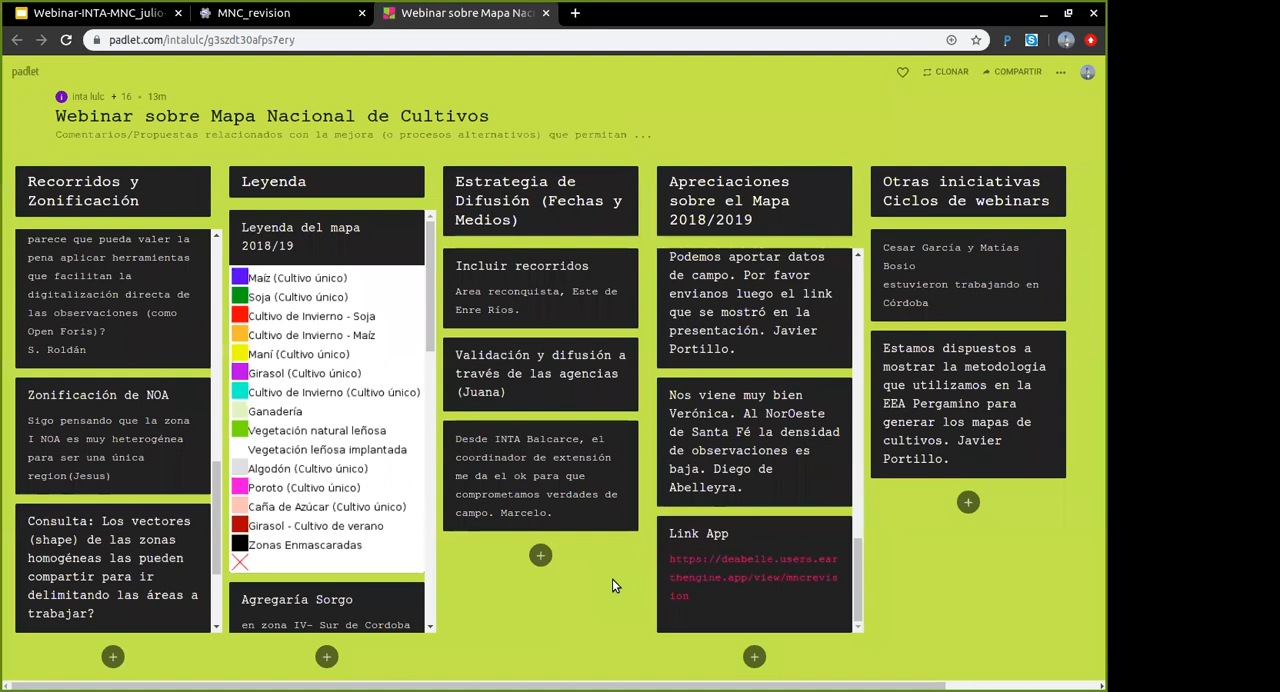 Webinar-INTA-MNC_julio-
MNC_revision
Webinar sobre Mapa Nac
padlet.com/intalulc/g3szdt30afps7ery
padlet
CLONAR
COMPARTIR
inta lulc + 16 • 13m
Webinar sobre Mapa Nacional de Cultivos
Comentarios/Propuestas relacionados con la mejora (o procesos alternativos) que permitan ...
Recorridos y
Zonificación
parece que pueda valer la
pena aplicar herramientas
que facilitan la
digitalización directa de
las observaciones (como
Open Foris)?
S. Roldán
Zonificación de NOA
Sigo pensando que la zona
I NOA es muy heterogénea
para ser una única
region(Jesus)
Consulta: Los vectores
(shape) de las zonas
homogéneas las pueden
compartir para ir
delimitando las áreas a
trabajar?
Leyenda
Leyenda del mapa
2018/19
Maíz (Cultivo único)
Soja (Cultivo único)
Cultivo de Invierno - Soja
Cultivo de Invierno - Maíz
Maní (Cultivo único)
Girasol (Cultivo único)
Cultivo de Invierno (Cultivo único)
Ganadería
Vegetación natural leñosa
Vegetación leñosa implantada
Algodón (Cultivo único)
Poroto (Cultivo único)
Caña de Azúcar (Cultivo único)
Girasol - Cultivo de verano
Zonas Enmascaradas
Agregaría Sorgo
en zona IV- Sur de Cordoba
Estrategia de
Difusión (Fechas y
Medios)
Incluir recorridos
Area reconquista, Este de
Enre Ríos.
Validación y difusión a
través de las agencias
(Juana)
Desde INTA Balcarce, el
coordinador de extensión
me da el ok para que
comprometamos verdades de
campo. Marcelo.
Apreciaciones
sobre el Mapa
2018/2019
Podemos aportar datos
de campo. Por favor
envianos luego el link
que se mostró en la
presentación. Javier
Portillo.
Nos viene muy bien
Verónica. Al NorOeste
de Santa Fé la densidad
de observaciones es
baja. Diego de
Abelleyra.
Link App
https://deabelle.users.ear
thengine.app/view/mncrevis
ion
Otras iniciativas
Ciclos de webinars
Cesar García y Matías
Bosio
estuvieron trabajando en
Córdoba
Estamos dispuestos a
mostrar la metodología
que utilizamos en la
EEA Pergamino para
generar los mapas de
cultivos. Javier
Portillo.